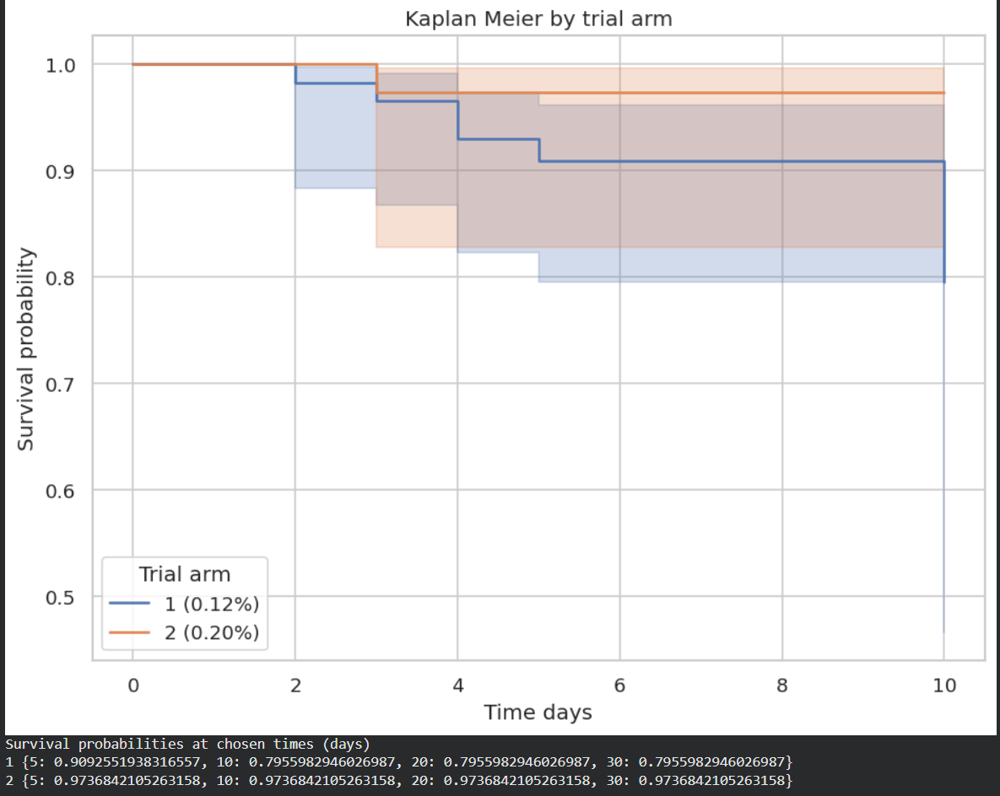 Kaplan Meier by trial arm
1.0
0.9
0.8
0.7
0.6
0.5
Survival probability
Trial arm
1 (0.12%)
2 (0.20%)
0 2 4 6 8 10
Time days
Survival probabilities at chosen times (days)
1 {5: 0.9092551938316557, 10: 0.7955982946026987, 20: 0.7955982946026987, 30: 0.7955982946026987}
2 {5: 0.9736842105263158, 10: 0.9736842105263158, 20: 0.9736842105263158, 30: 0.9736842105263158}